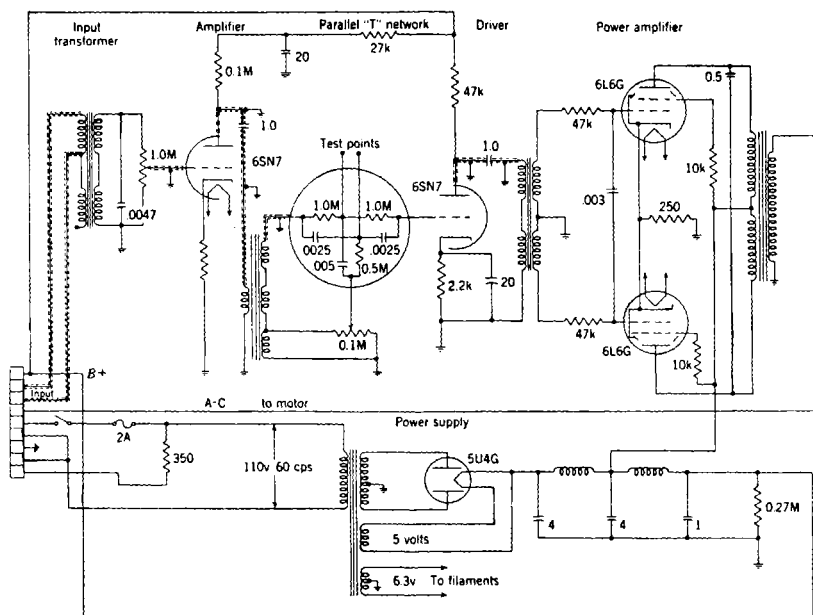 Input transformer
Amplifier
Parallel "T" network
Driver
Power amplifier
20
27k
0.1M
47k
6L6G
0.5
1.0
47k
Test points
1.0
1.0M
6SN7
6SN7
10k
1.0M
1.0M
.003
250
.0047
.0025
.0025
.005
0.5M
2.2k
20
47k
0.1M
6L6G
10k
B+
Input
A-C to motor
Power supply
2A
350
110v 60 cps
5U4G
0.27M
4
4
1
5 volts
6.3v To filaments